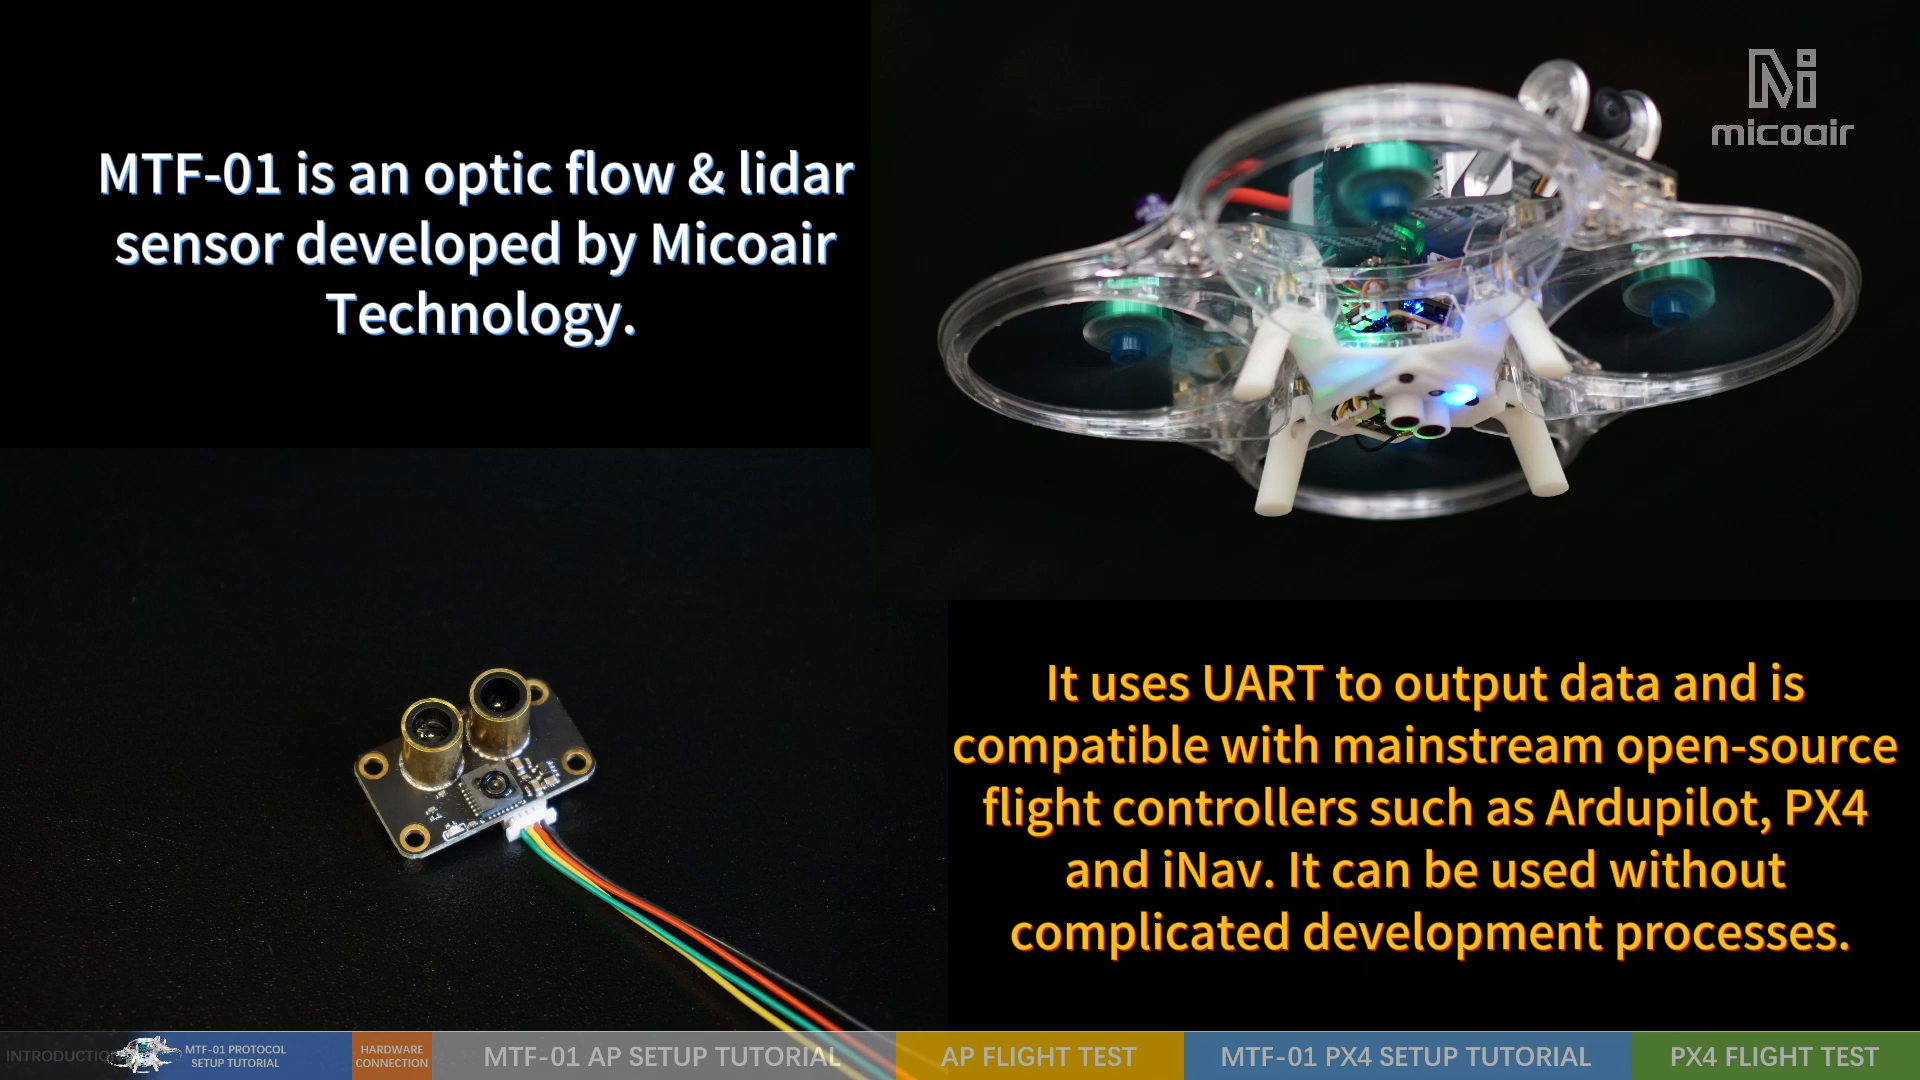 MTF-01 is an optic flow & lidar
sensor developed by Micoair
Technology.
micoair
It uses UART to output data and is
compatible with mainstream open-source
flight controllers such as Ardupilot, PX4
and iNav. It can be used without
complicated development processes.
INTRODUCTIO
MTF-01 PROTOCOL
SETUP TUTORIAL
HARDWARE
CONNECTION
MTF-01 AP SETUP TUTORIAL
AP FLIGHT TEST
MTF-01 PX4 SETUP TUTORIAL
PX4 FLIGHT TEST